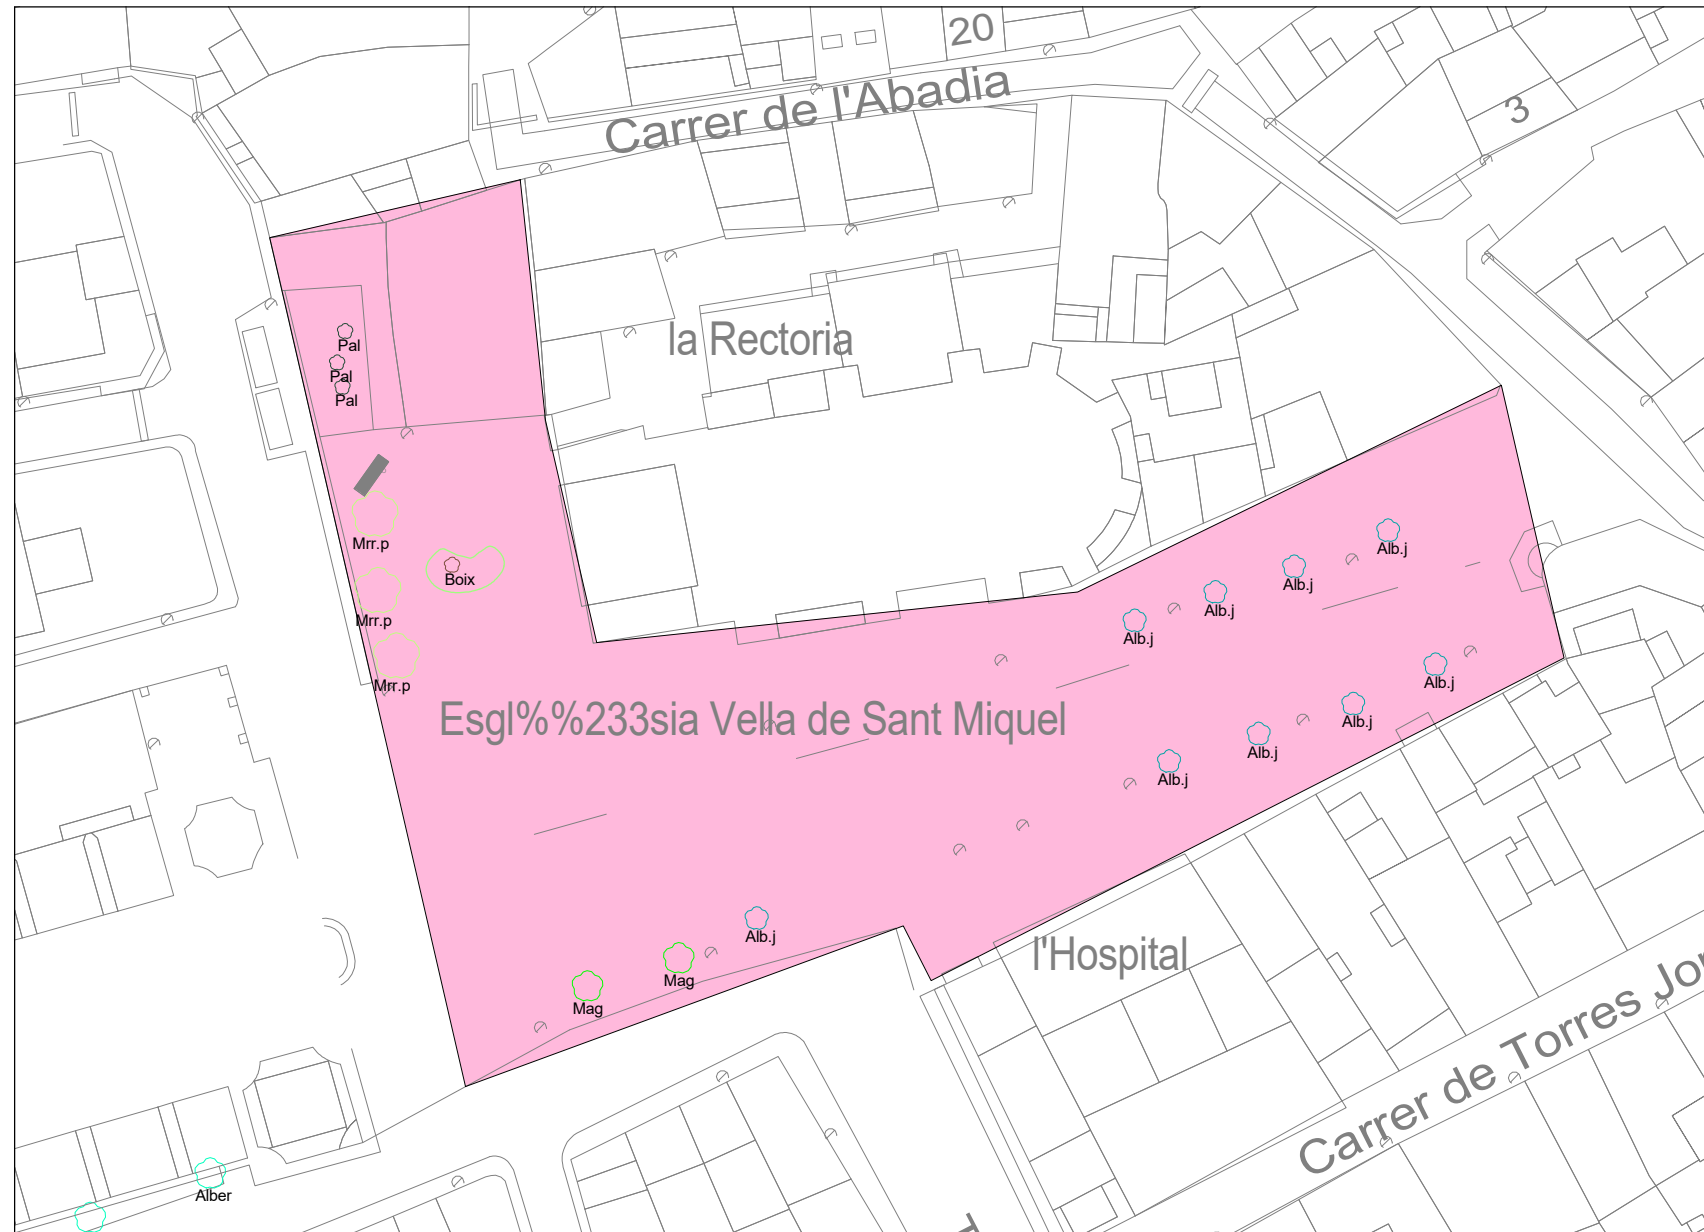 20
Carrer de l'Abadia
3
la Rectoria
Pal
Pal
Pal
Mrr.p
Boix
Mrr.p
Mrr.p
Alb.j
Alb.j
Alb.j
Alb.j
Alb.j
Alb.j
Alb.j
Alb.j
Esgl%%233sia Vella de Sant Miquel
Alb.j
Mag
Mag
l'Hospital
Carrer de Torres Jor
Alber